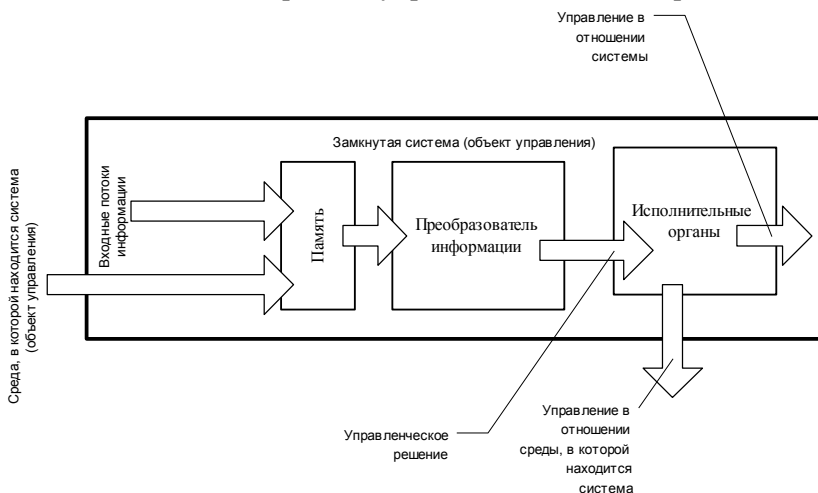 Управление в
отношении
системы
Замкнутая система (объект управления)
Среда, в которой находится система
(объект управления)
Входные потоки
информации
Память
Преобразователь
информации
Исполнительные
органы
Управленческое
решение
Управление в
отношении
среды, в которой
находится
система